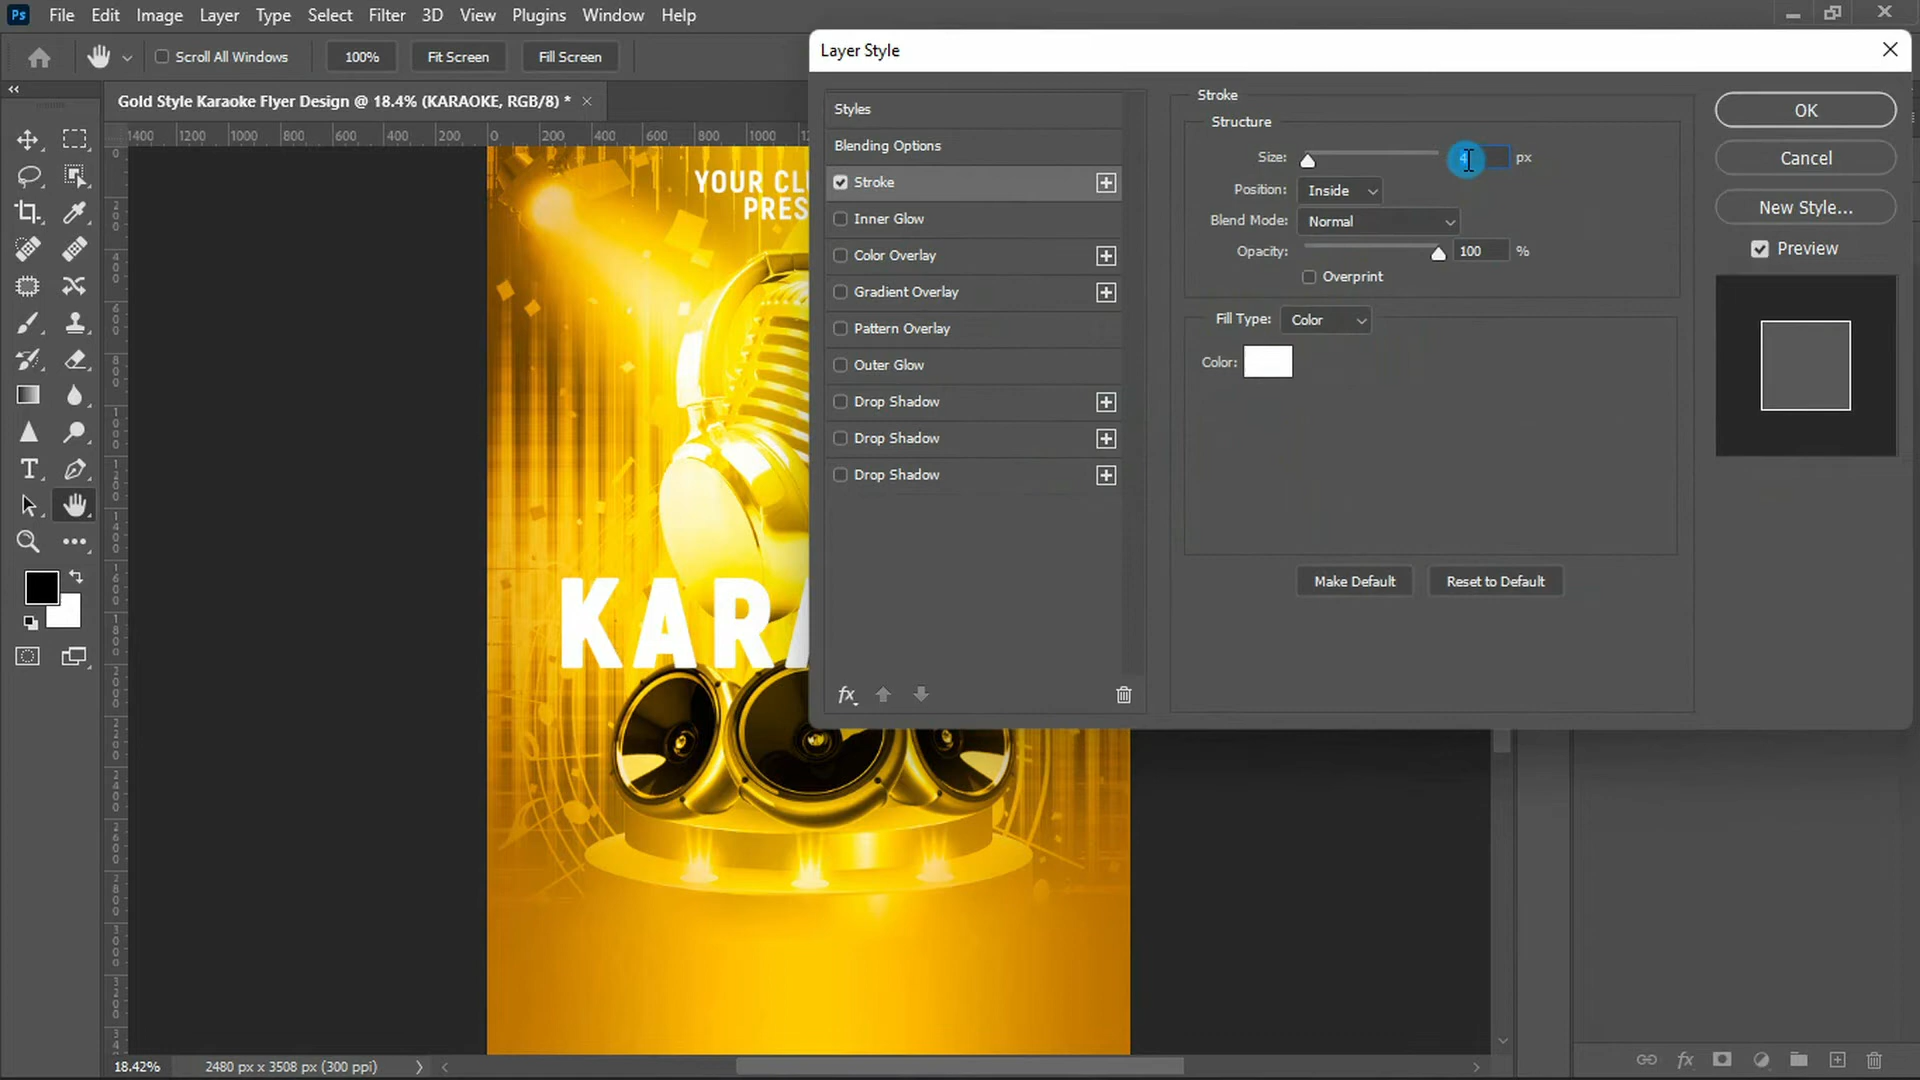 Ps File Edit Image Layer Type Select Filter 3D View Plugins Window Help
Scroll All Windows 100% Fit Screen Fill Screen
Layer Style
Gold Style Karaoke Flyer Design @ 18.4% (KARAOKE, RGB/8) *
1400 1200 1000 800 600 400 200 0 200 400 600 800 1000
YOUR CL
PRES
KARA
Styles
Blending Options
Stroke
Inner Glow
Color Overlay
Gradient Overlay
Pattern Overlay
Outer Glow
Drop Shadow
Drop Shadow
Drop Shadow
fx
Stroke
Structure
Size: 4 px
Position: Inside
Blend Mode: Normal
Opacity: 100 %
Overprint
Fill Type: Color
Color:
Make Default Reset to Default
OK
Cancel
New Style...
Preview
18.42% 2480 px x 3508 px (300 ppi)
fx